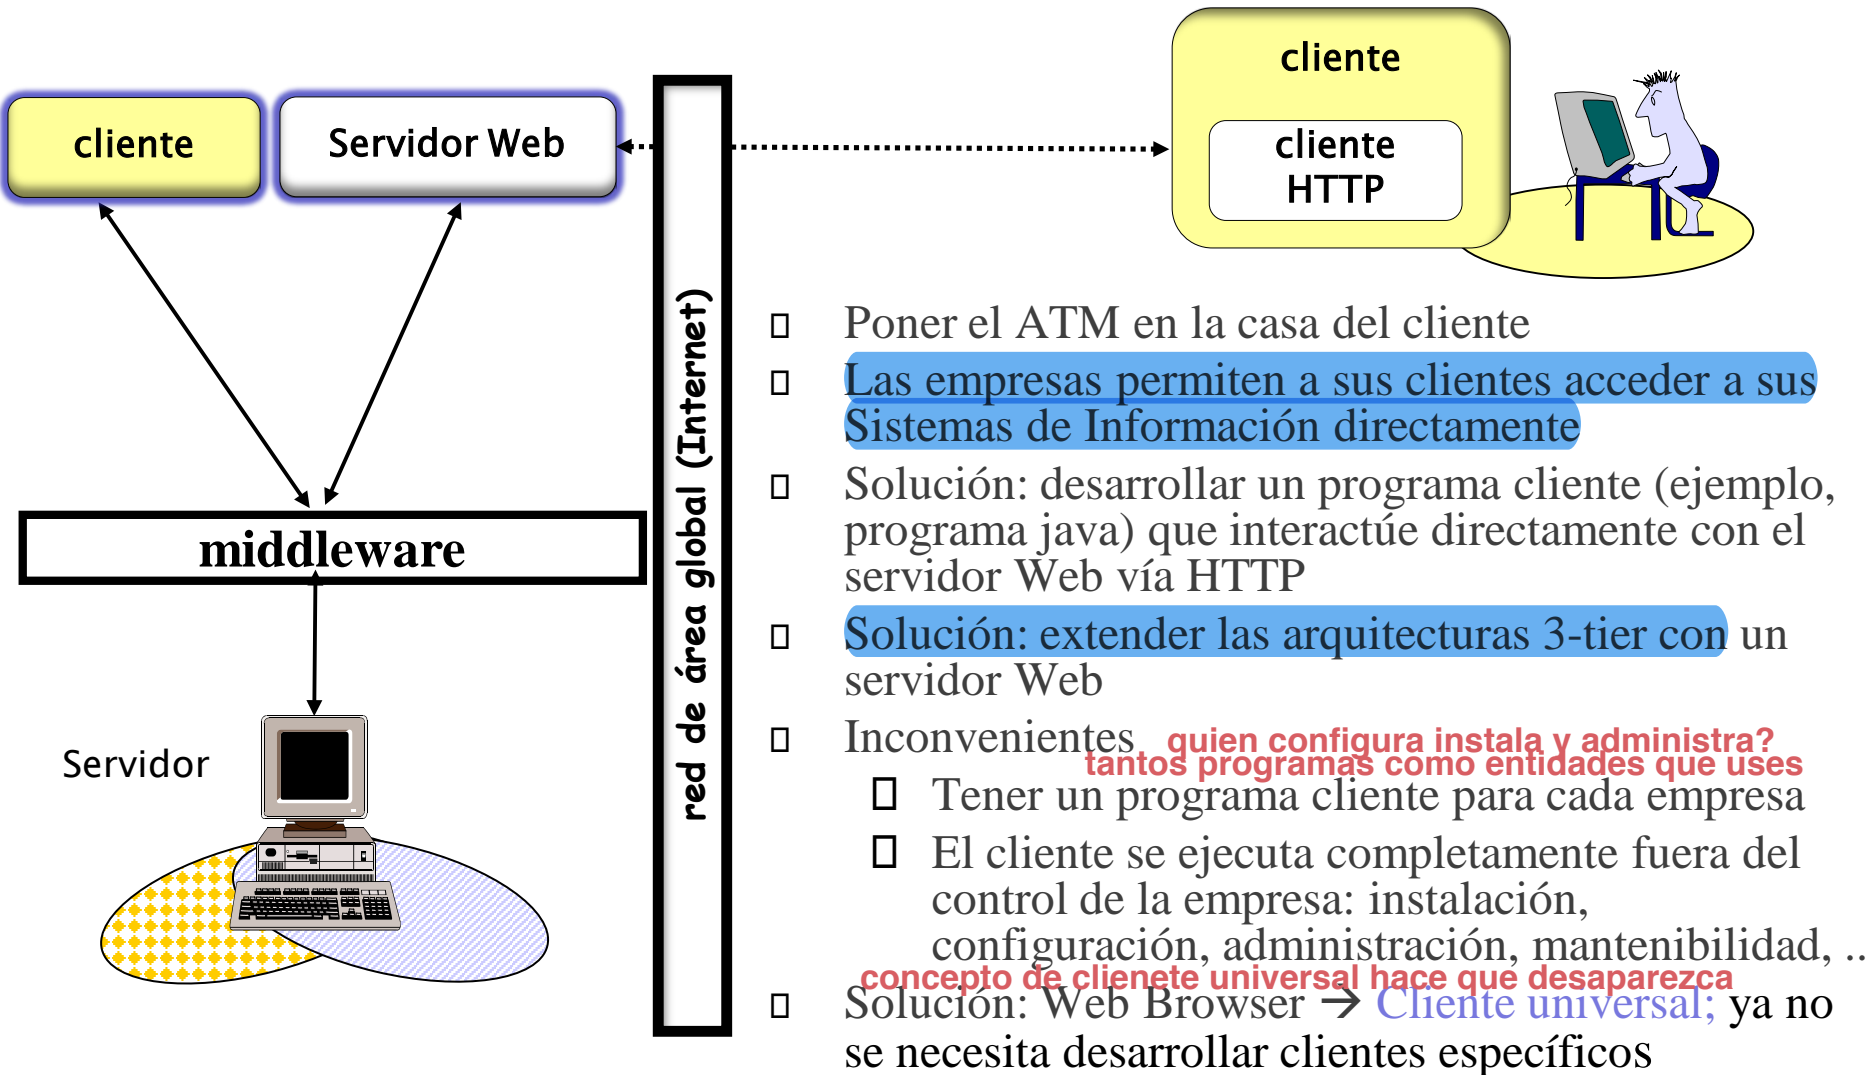 cliente
Servidor Web
cliente
cliente
HTTP
middleware
Servidor
red de área global (Internet)
Poner el ATM en la casa del cliente
Las empresas permiten a sus clientes acceder a sus
Sistemas de Información directamente
Solución: desarrollar un programa cliente (ejemplo,
programa java) que interactúe directamente con el
servidor Web vía HTTP
Solución: extender las arquitecturas 3-tier con un
servidor Web
Inconvenientes
quien configura instala y administra?
tantos programas como entidades que uses
Tener un programa cliente para cada empresa
El cliente se ejecuta completamente fuera del
control de la empresa: instalación,
configuración, administración, mantenibilidad, ..
concepto de clienete universal hace que desaparezca
Solución: Web Browser → Cliente universal; ya no
se necesita desarrollar clientes específicos